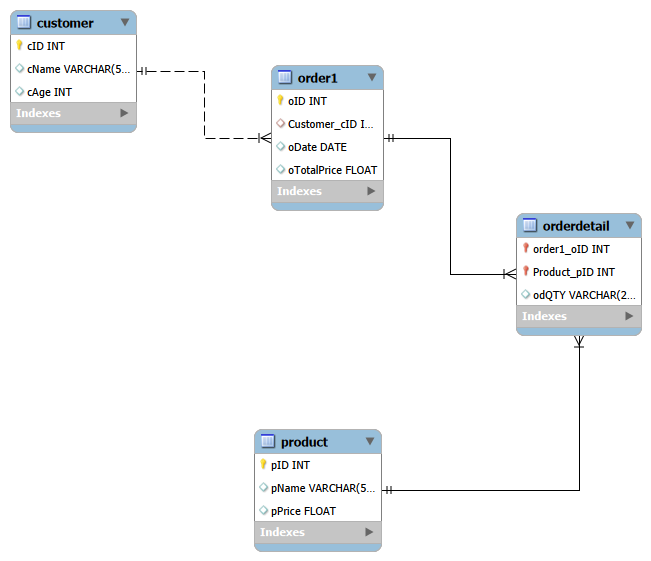 customer
cID INT
cName VARCHAR(5...
cAge INT
Indexes
order1
oID INT
Customer_cID I...
oDate DATE
oTotalPrice FLOAT
Indexes
orderdetail
order1_oID INT
Product_pID INT
odQTY VARCHAR(2...
Indexes
product
pID INT
pName VARCHAR(5...
pPrice FLOAT
Indexes